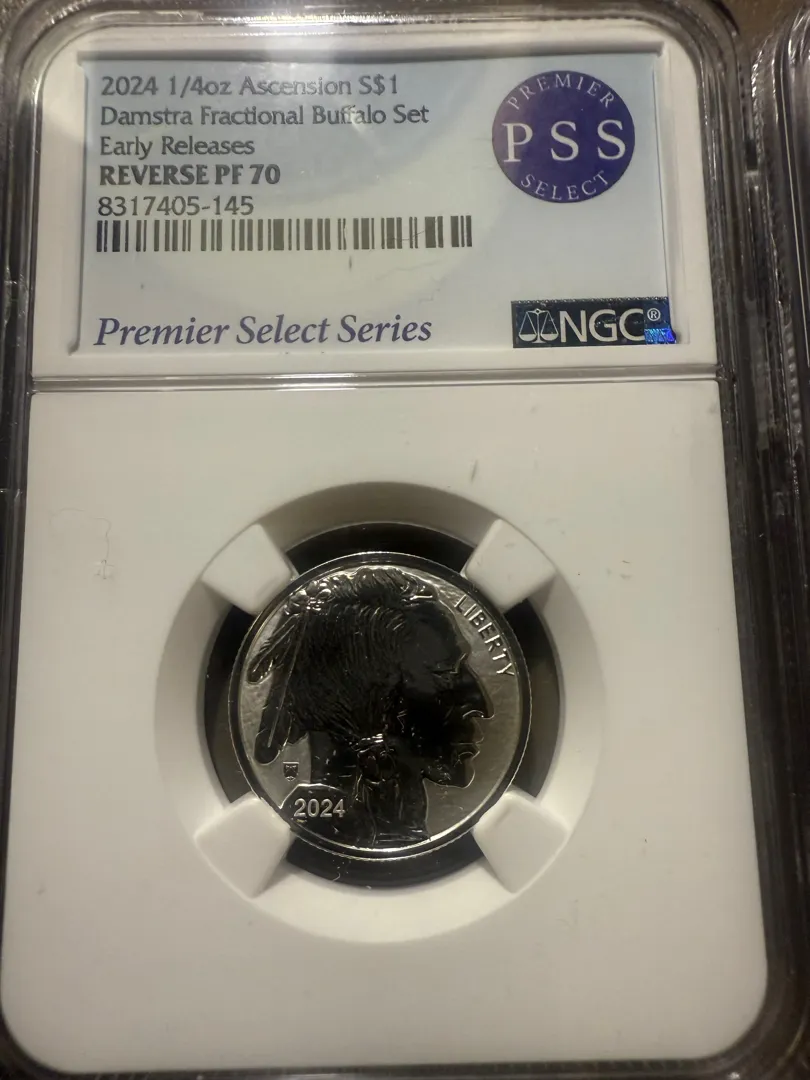 2024 1/4oz Ascension S$1
Damstra Fractional Buffalo Set
Early Releases
REVERSE PF 70
8317405-145
PREMIER
PSS
SELECT
Premier Select Series
NGC®
LIBERTY
2024